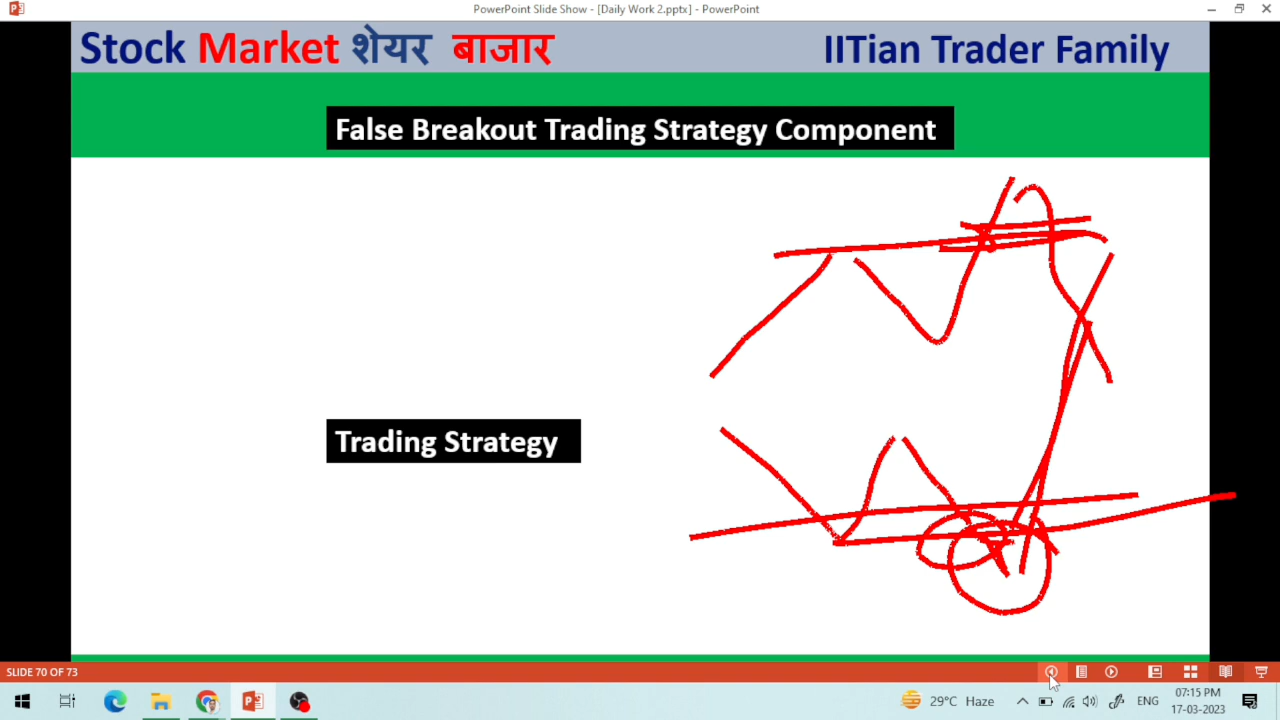 PowerPoint Slide Show - [Daily Work 2.pptx] - PowerPoint
Stock Market शेयर बाजार
IITian Trader Family
False Breakout Trading Strategy Component
Trading Strategy
SLIDE 70 OF 73
29°C Haze
ENG
07:15 PM
17-03-2023